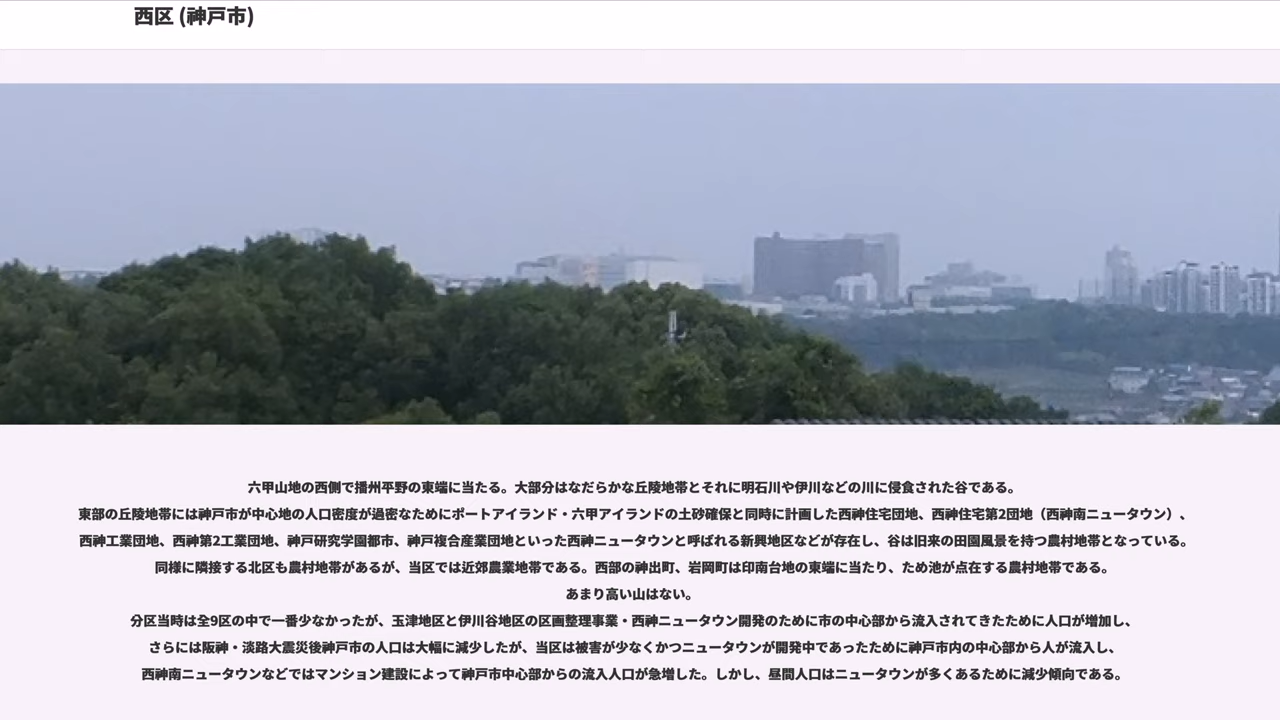 西区 (神戸市)
六甲山地の西側で播州平野の東端に当たる。大部分はなだらかな丘陵地帯とそれに明石川や伊川などの川に侵食された谷である。
東部の丘陵地帯には神戸市が中心地の人口密度が過密なためにポートアイランド・六甲アイランドの土砂確保と同時に計画した西神住宅団地、西神住宅第2団地（西神南ニュータウン）、
西神工業団地、西神第2工業団地、神戸研究学園都市、神戸複合産業団地といった西神ニュータウンと呼ばれる新興地区などが存在し、谷は旧来の田園風景を持つ農村地帯となっている。
同様に隣接する北区も農村地帯があるが、当区では近郊農業地帯である。西部の神出町、岩岡町は印南台地の東端に当たり、ため池が点在する農村地帯である。
あまり高い山はない。
分区当時は全9区の中で一番少なかったが、玉津地区と伊川谷地区の区画整理事業・西神ニュータウン開発のために市の中心部から流入されてきたために人口が増加し、
さらには阪神・淡路大震災後神戸市の人口は大幅に減少したが、当区は被害が少なくかつニュータウンが開発中であったために神戸市内の中心部から人が流入し、
西神南ニュータウンなどではマンション建設によって神戸市中心部からの流入人口が急増した。しかし、昼間人口はニュータウンが多くあるために減少傾向である。